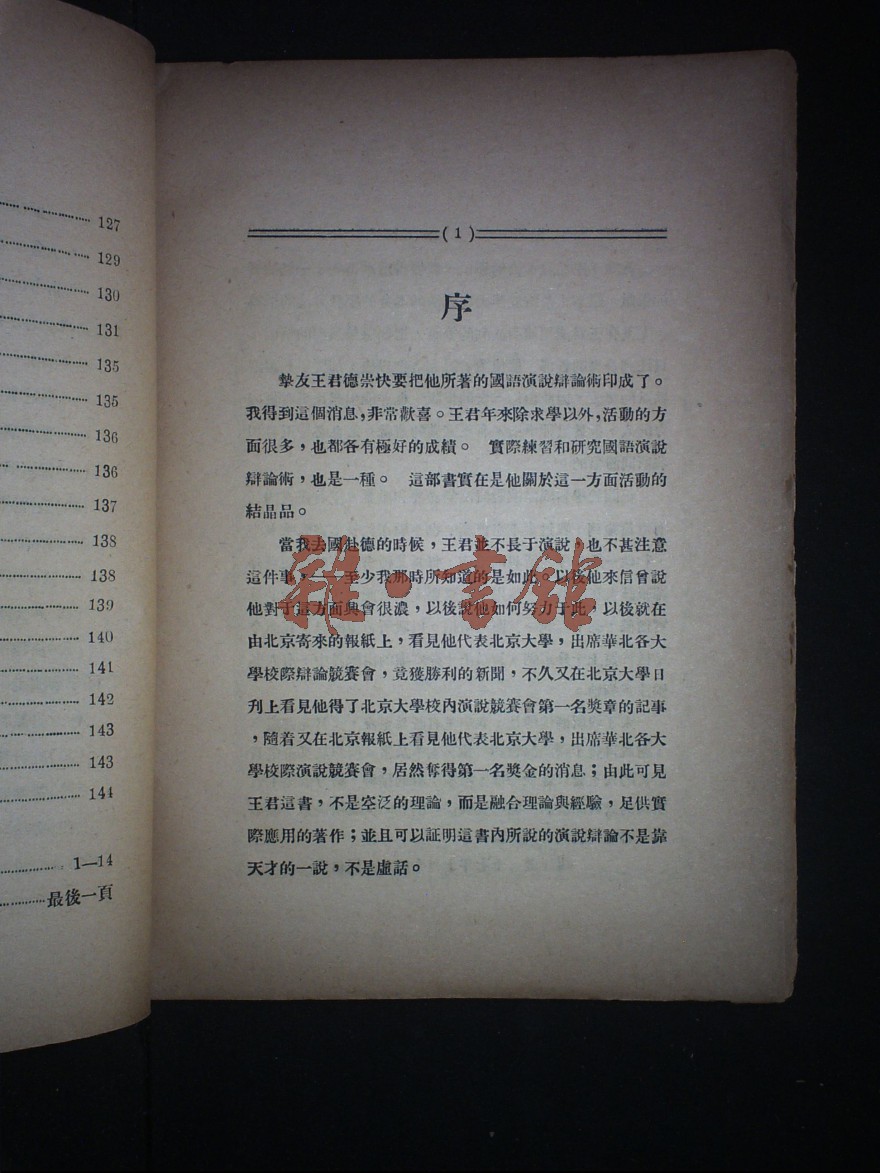 127
129
130
131
135
135
136
136
137
138
138
139
140
141
142
143
143
144
1—14
最後一頁
(1)
序
摯友王君德崇快要把他所著的國語演說辯論術印成了。
我得到這個消息，非常歡喜。王君年來除求學以外，活動的方
面很多，也都各有極好的成績。　實際練習和研究國語演說
辯論術，也是一種。　這部書實在是他關於這一方面活動的
結晶品。
當我去國赴德的時候，王君並不長于演說，也不甚注意
這件事，——至少我那時所知道的是如此。以後他來信曾說
他對于這方面興會很濃，以後說他如何努力于此，以後就在
由北京寄來的報紙上，看見他代表北京大學，出席華北各大
學校際辯論競賽會，竟獲勝利的新聞，不久又在北京大學日
刊上看見他得了北京大學校內演說競賽會第一名獎章的記事
，隨着又在北京報紙上看見他代表北京大學，出席華北各大
學校際演說競賽會，居然奪得第一名獎金的消息；由此可見
王君這書，不是空泛的理論，而是融合理論與經驗，足供實
際應用的著作；並且可以証明這書內所說的演說辯論不是靠
天才的一說，不是虛話。
雜·書館